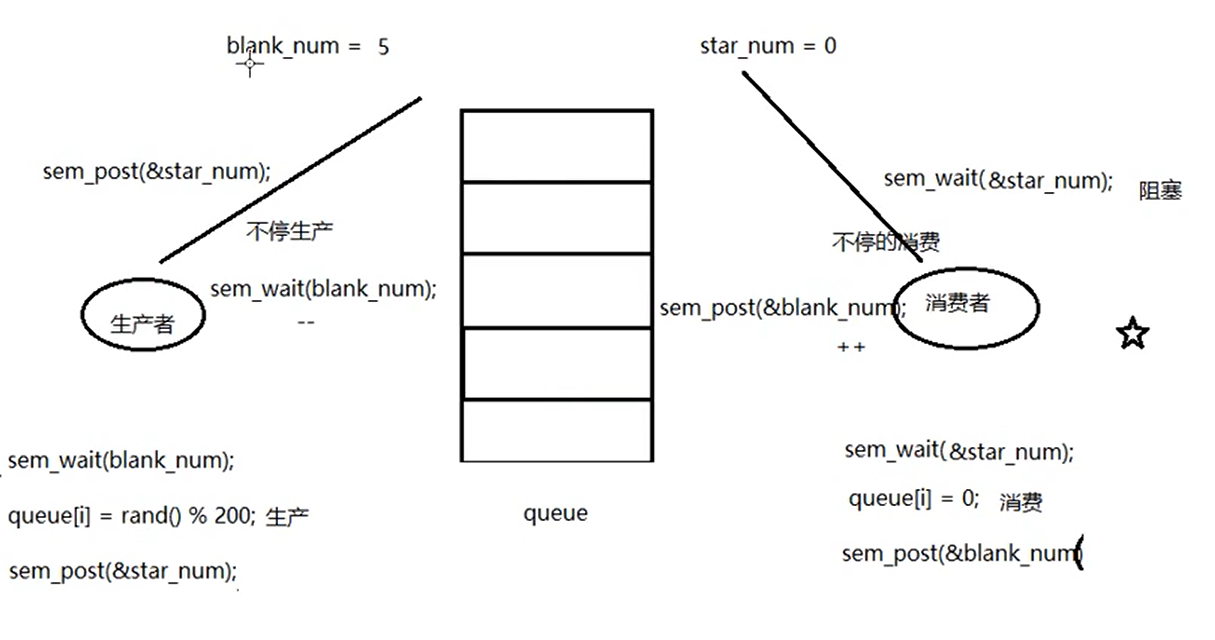 blank_num = 5
star_num = 0
sem_post(&star_num);
sem_wait(&star_num); 阻塞
不停生产
不停的消费
sem_wait(blank_num);
--
生产者
sem_post(&blank_num);
消费者
++
sem_wait(blank_num);
queue[i] = rand() % 200; 生产
sem_post(&star_num);
queue
sem_wait(&star_num);
queue[i] = 0; 消费
sem_post(&blank_num(